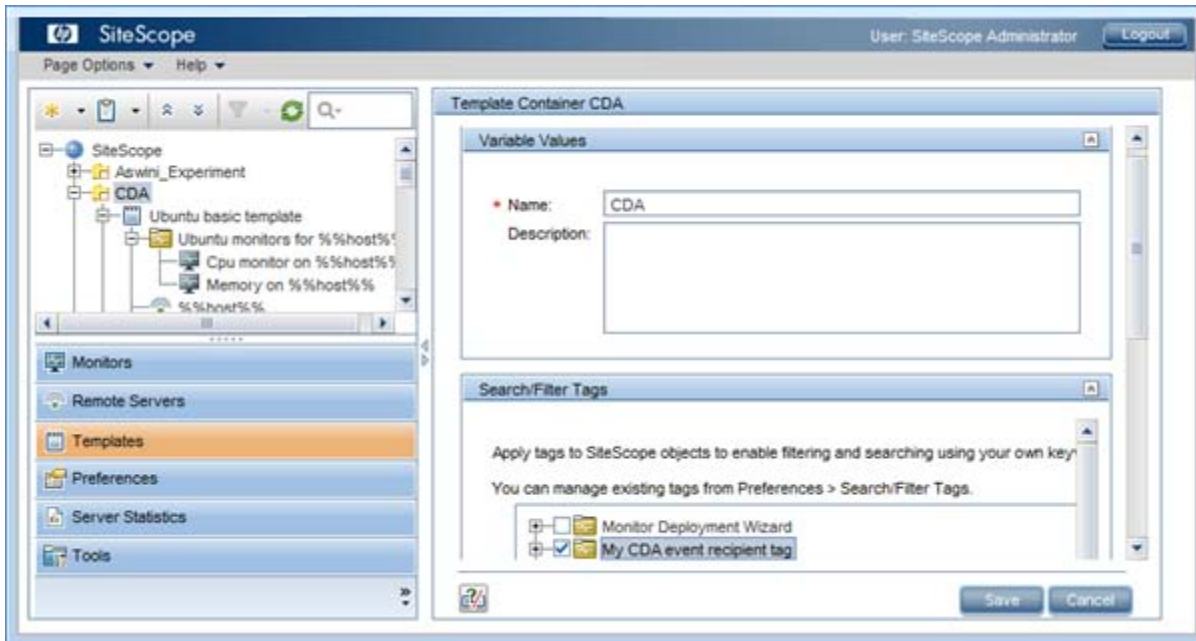 hp SiteScope
User: SiteScope Administrator
Logout
Page Options
Help
SiteScope
Aswini_Experiment
CDA
Ubuntu basic template
Ubuntu monitors for %%host%%
Cpu monitor on %%host%%
Memory on %%host%%
%%host%%
Monitors
Remote Servers
Templates
Preferences
Server Statistics
Tools
Template Container CDA
Variable Values
* Name: CDA
Description:
Search/Filter Tags
Apply tags to SiteScope objects to enable filtering and searching using your own key
You can manage existing tags from Preferences > Search/Filter Tags.
Monitor Deployment Wizard
My CDA event recipient tag
Save
Cancel